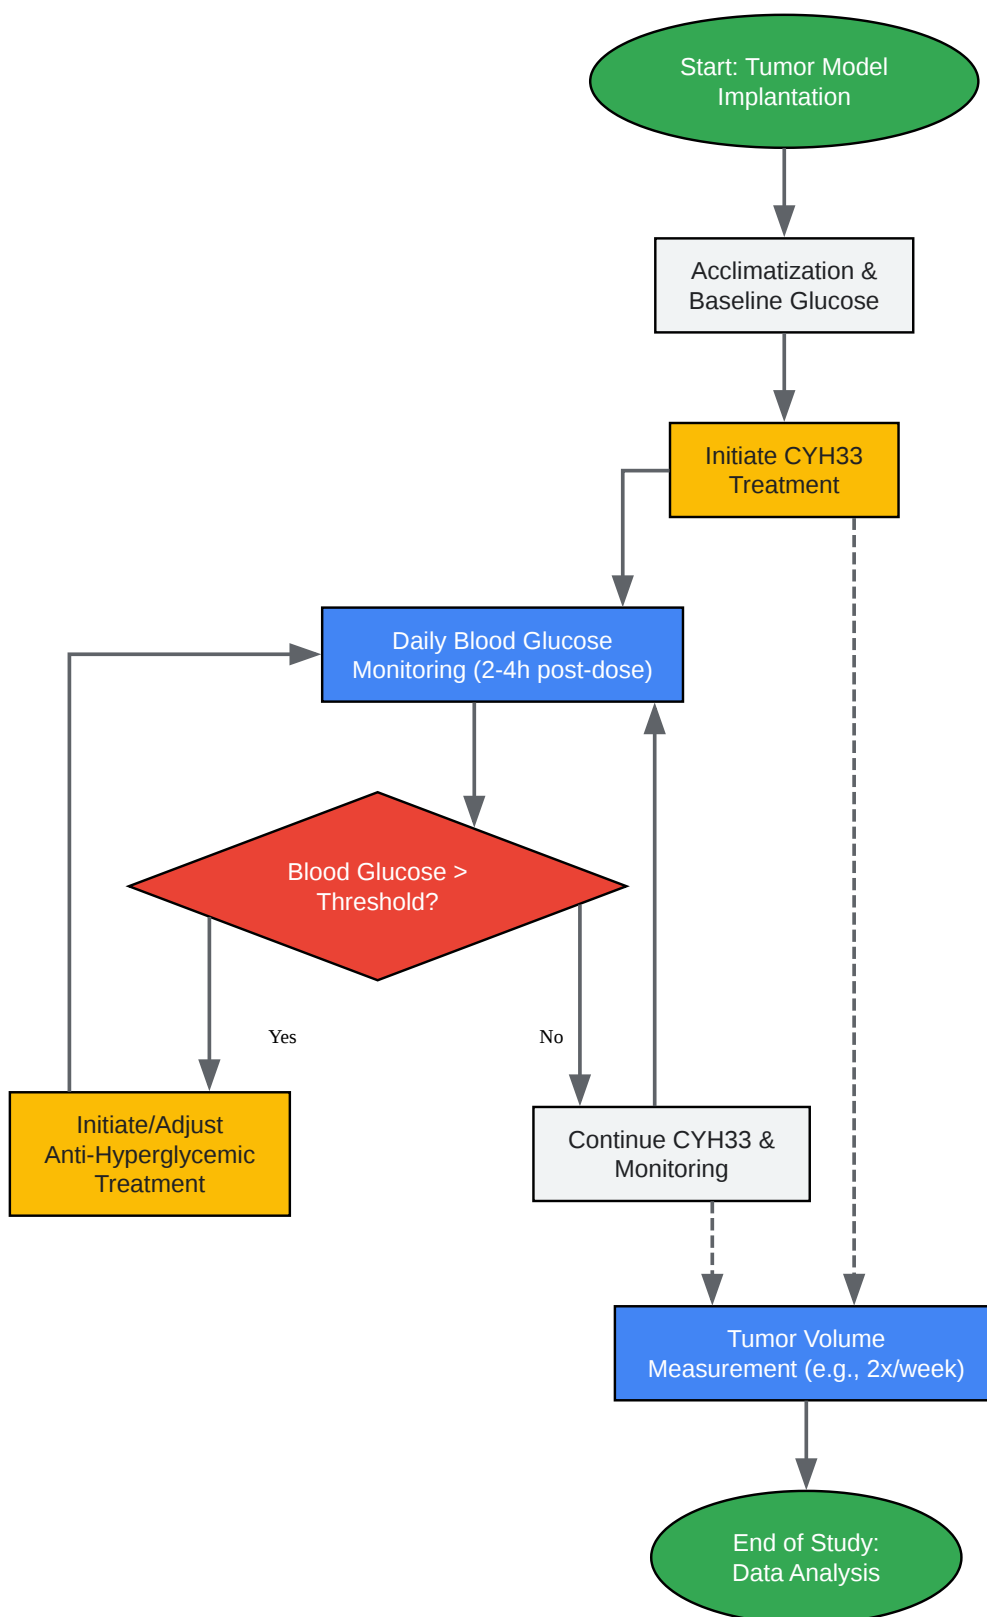 Start: Tumor Model
Implantation
Acclimatization &
Baseline Glucose
Initiate CYH33
Treatment
Daily Blood Glucose
Monitoring (2-4h post-dose)
Blood Glucose >
Threshold?
Yes
No
Initiate/Adjust
Anti-Hyperglycemic
Treatment
Continue CYH33 &
Monitoring
Tumor Volume
Measurement (e.g., 2x/week)
End of Study:
Data Analysis